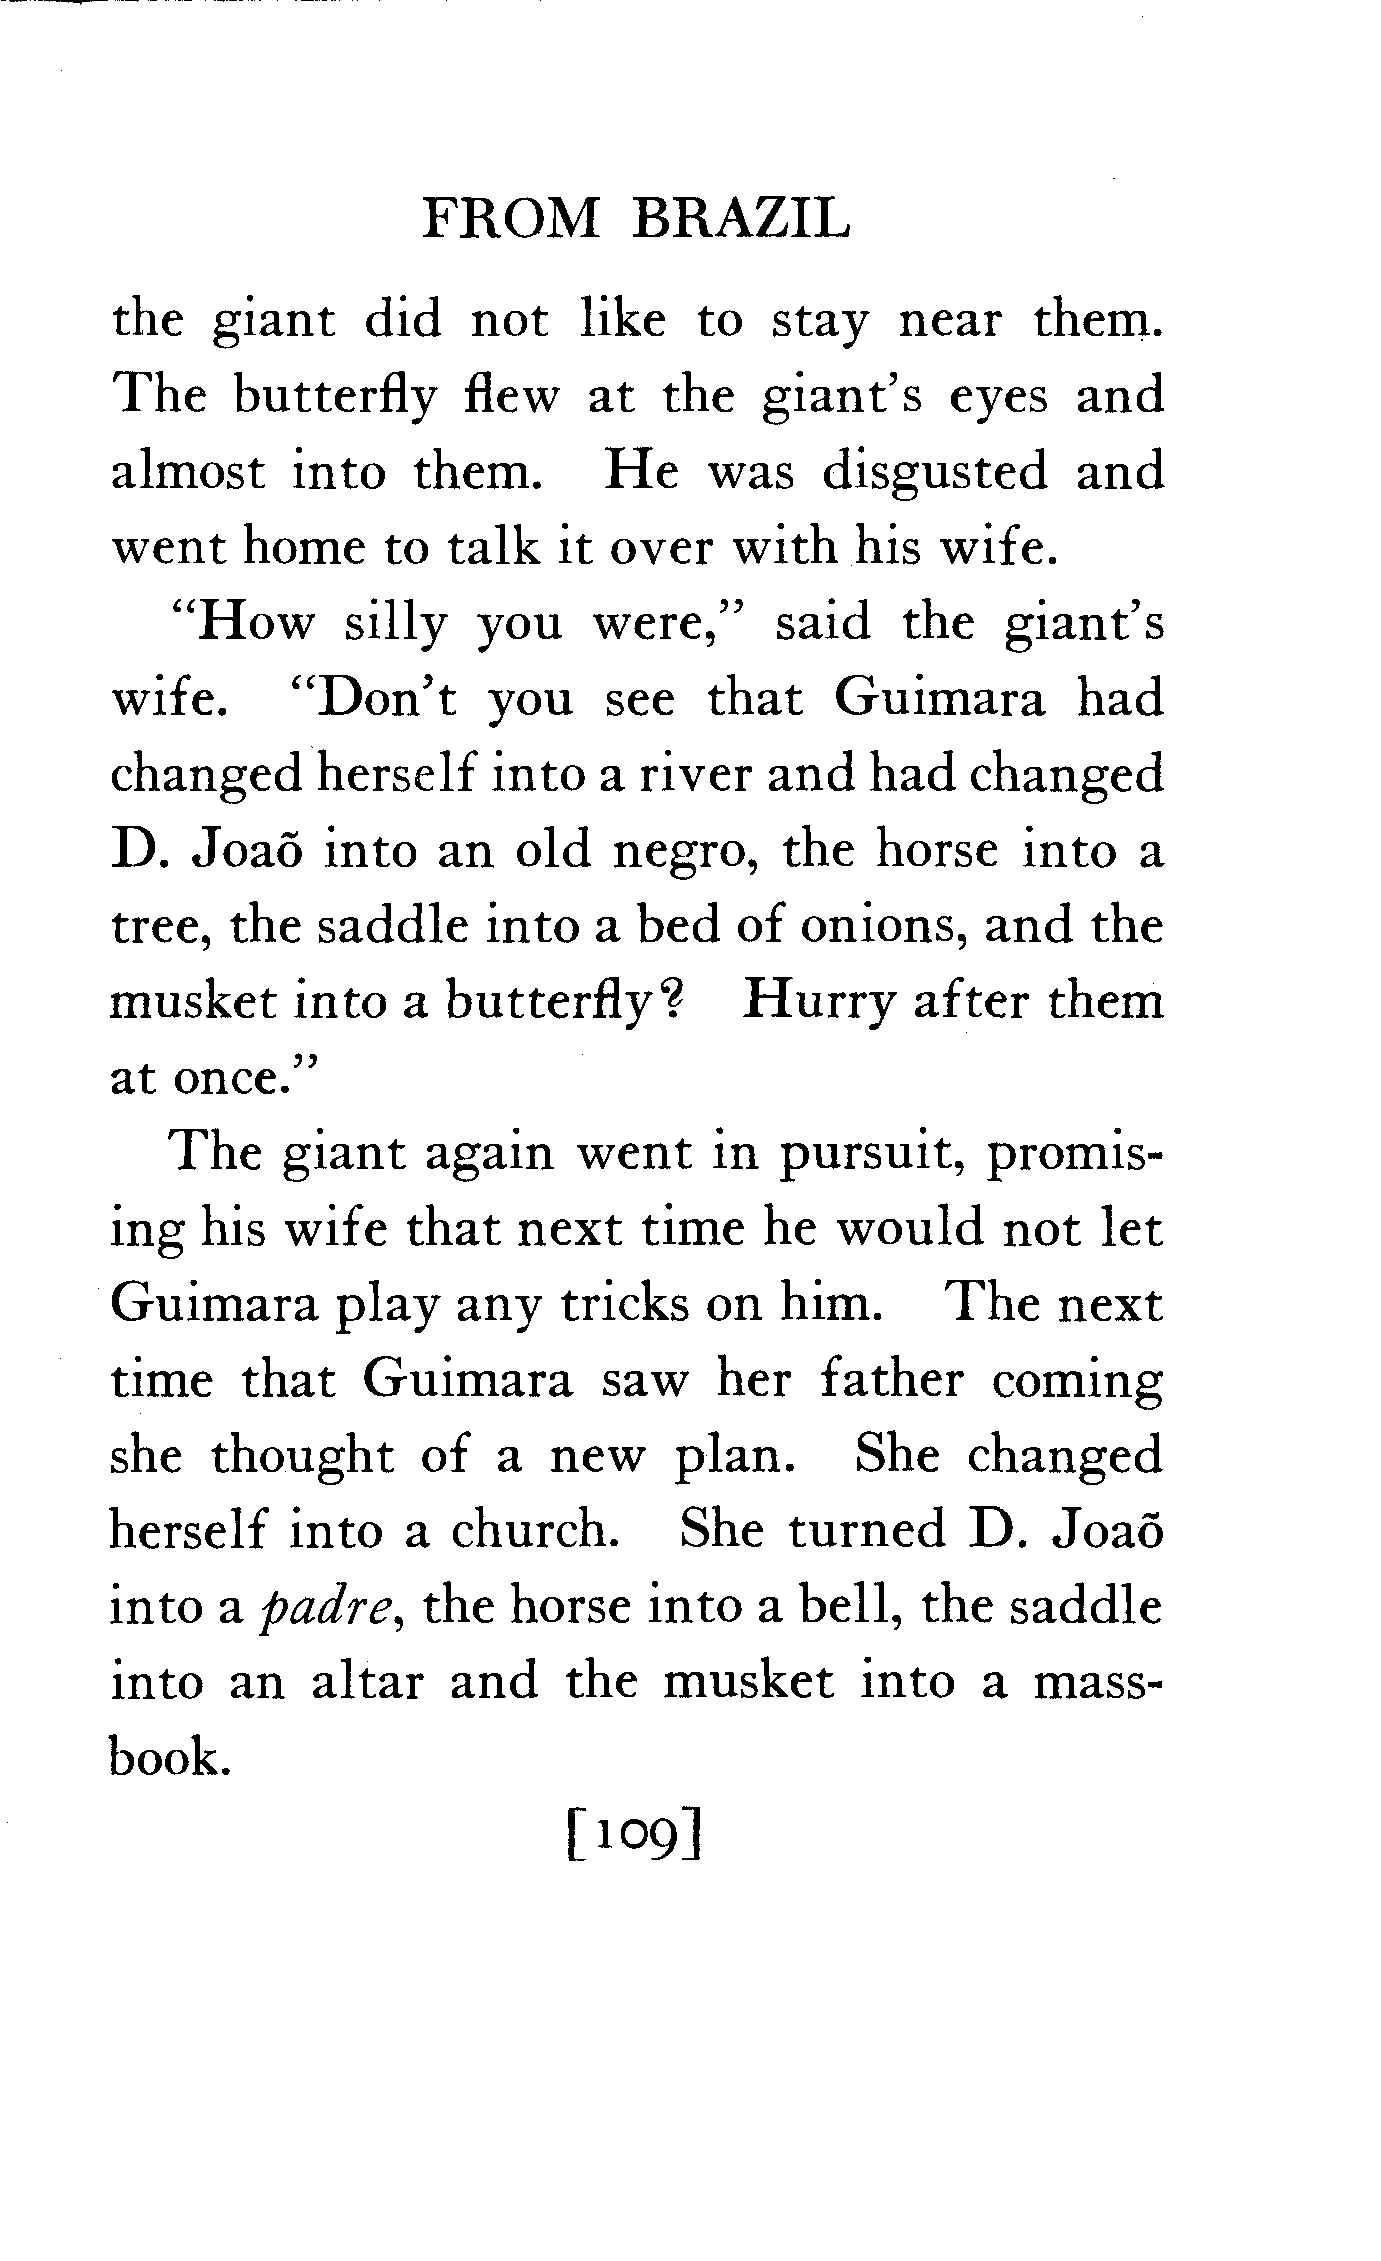 FROM BRAZIL
the giant did not like to stay near them.
The butterfly flew at the giant's eyes and
almost into them. He was disgusted and
went home to talk it over with his wife.
"How silly you were," said the giant's
wife. "Don't you see that Guimara had
changed herself into a river and had changed
D. Joaõ into an old negro, the horse into a
tree, the saddle into a bed of onions, and the
musket into a butterfly? Hurry after them
at once."
The giant again went in pursuit, promis-
ing his wife that next time he would not let
Guimara play any tricks on him. The next
time that Guimara saw her father coming
she thought of a new plan. She changed
herself into a church. She turned D. Joaõ
into a padre, the horse into a bell, the saddle
into an altar and the musket into a mass-
book.
[109]